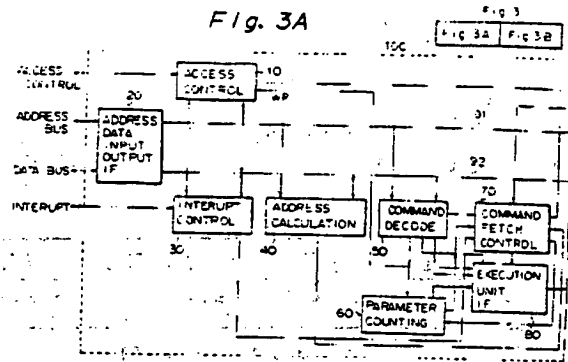 Fig. 3A
Fig. 3
Fig. 3A Fig. 3B
100
ACCESS CONTROL
ACCESS CONTROL
10
WR
20
ADDRESS BUS
ADDRESS DATA INPUT OUTPUT I.F
91
DATA BUS
92
70
INTERUPT
INTERUPT CONTROL
ADDRESS CALCULATION
COMMAND DECODE
COMMAND FETCH CONTROL
30
40
50
EXECUTION UNIT I.F
60
PARAMETER COUNTING
80